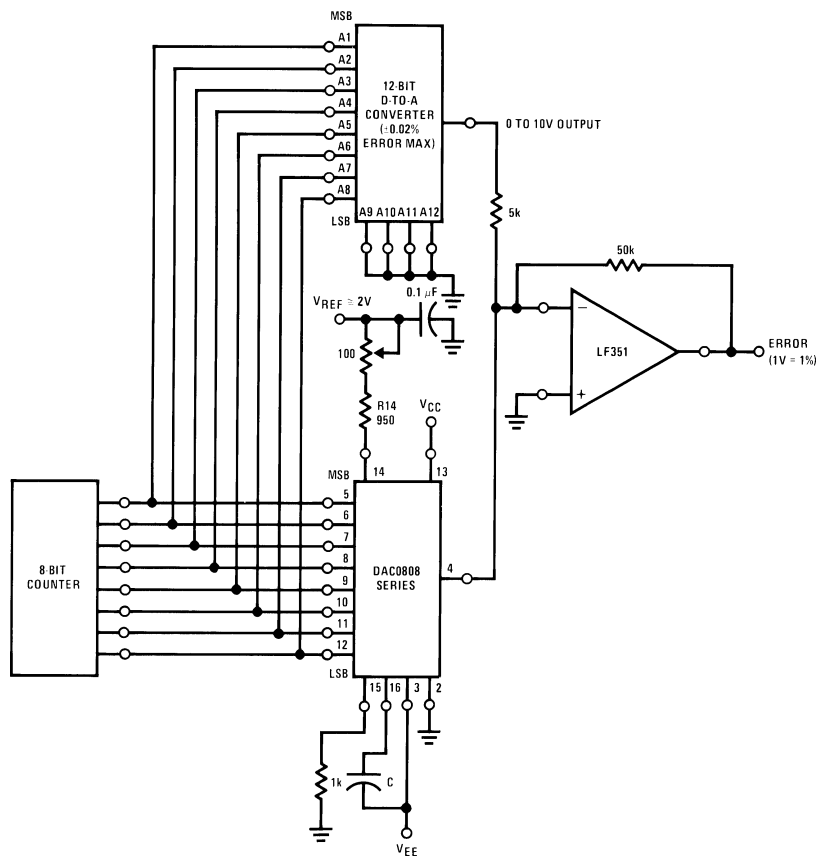 MSB
A1
A2
A3
A4
A5
A6
A7
A8
12-BIT
D-TO-A
CONVERTER
(±0.02%
ERROR MAX)
0 TO 10V OUTPUT
A9 A10 A11 A12
LSB
5k
50k
0.1 µF
VREF ≅ 2V
100
R14
950
VCC
−
+
LF351
ERROR
(1V = 1%)
MSB
14
13
8-BIT
COUNTER
5
6
7
8
9
10
11
12
DAC0808
SERIES
4
LSB
15 16 3 2
1k
C
VEE